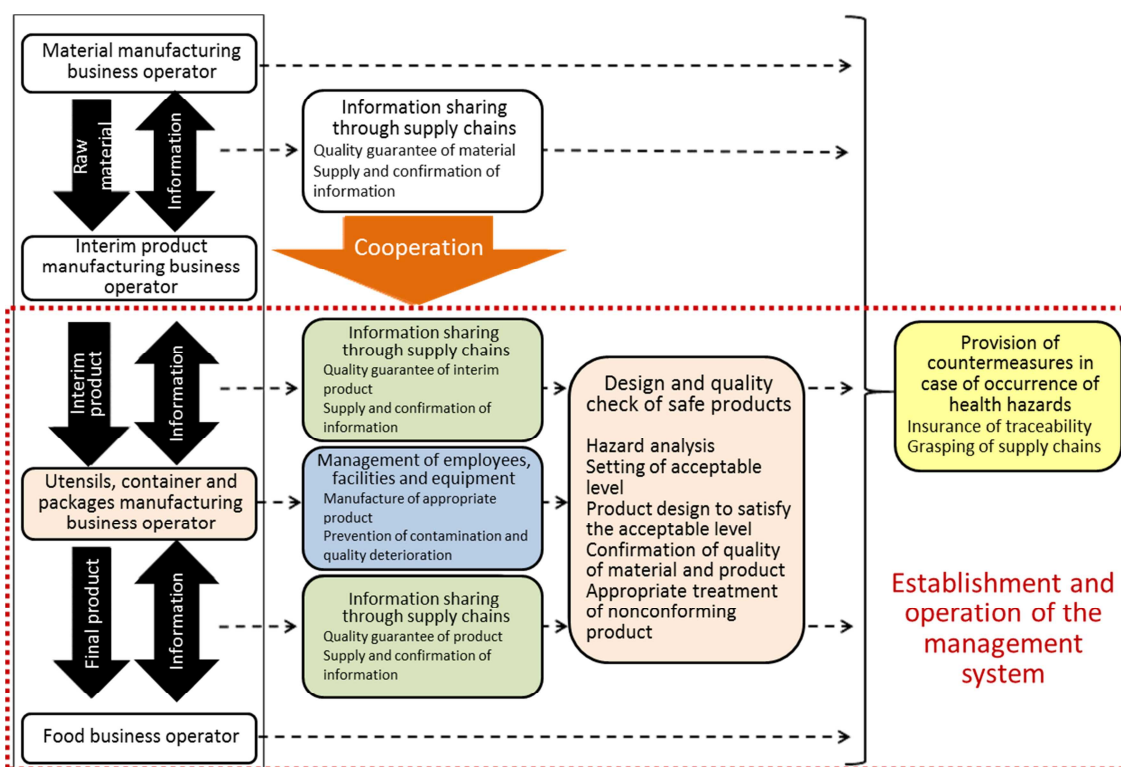 Material manufacturing
business operator
Raw
material
Information
Information sharing
through supply chains
Quality guarantee of material
Supply and confirmation of
information
Interim product
manufacturing business
operator
Cooperation
Interim
product
Information
Information sharing
through supply chains
Quality guarantee of interim
product
Supply and confirmation of
information
Utensils, container and
packages manufacturing
business operator
Management of employees,
facilities and equipment
Manufacture of appropriate
product
Prevention of contamination and
quality deterioration
Final product
Information
Information sharing
through supply chains
Quality guarantee of product
Supply and confirmation of
information
Food business operator
Design and quality
check of safe products
Hazard analysis
Setting of acceptable
level
Product design to satisfy
the acceptable level
Confirmation of quality
of material and product
Appropriate treatment
of nonconforming
product
Provision of
countermeasures in
case of occurrence of
health hazards
Insurance of traceability
Grasping of supply chains
Establishment and
operation of the
management
system